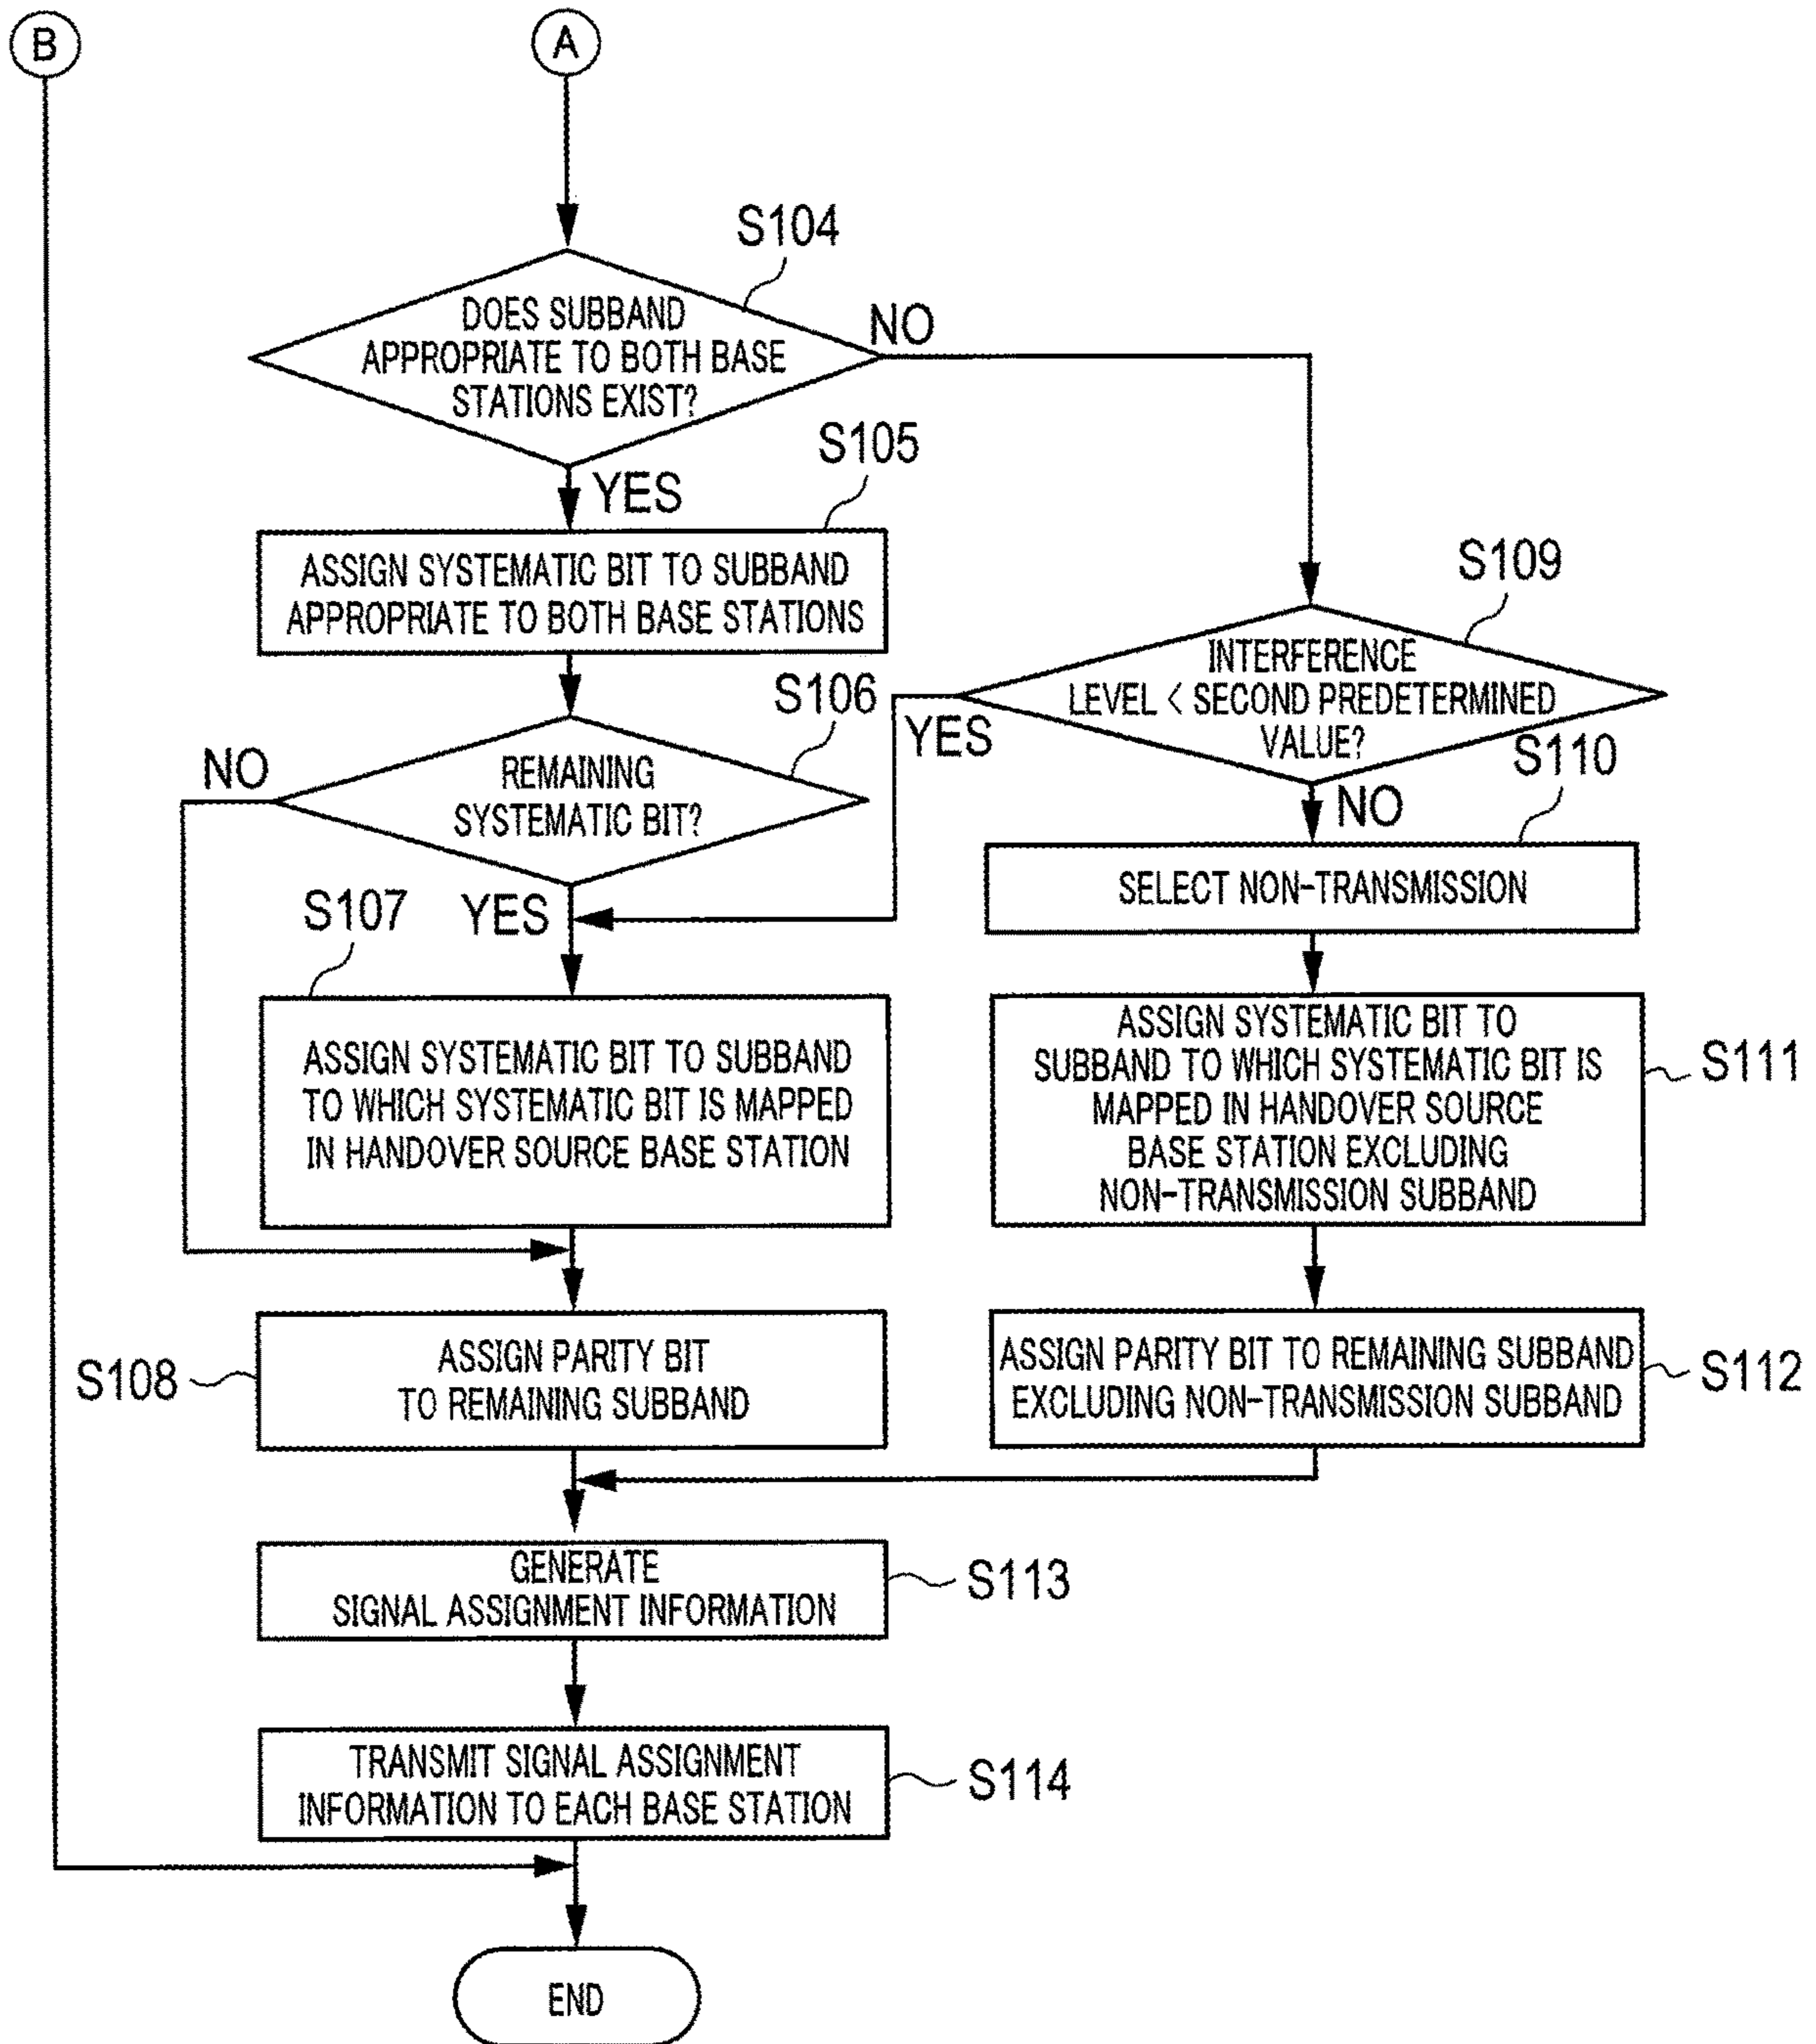 B
A
S104
DOES SUBBAND
APPROPRIATE TO BOTH BASE
STATIONS EXIST?
NO
YES
S105
ASSIGN SYSTEMATIC BIT TO SUBBAND
APPROPRIATE TO BOTH BASE STATIONS
S106
REMAINING
SYSTEMATIC BIT?
NO
YES
S109
INTERFERENCE
LEVEL < SECOND PREDETERMINED
VALUE?
YES
NO
S110
SELECT NON-TRANSMISSION
S107
ASSIGN SYSTEMATIC BIT TO SUBBAND
TO WHICH SYSTEMATIC BIT IS MAPPED
IN HANDOVER SOURCE BASE STATION
ASSIGN SYSTEMATIC BIT TO
SUBBAND TO WHICH SYSTEMATIC BIT IS
MAPPED IN HANDOVER SOURCE
BASE STATION EXCLUDING
NON-TRANSMISSION SUBBAND
S111
S108
ASSIGN PARITY BIT
TO REMAINING SUBBAND
ASSIGN PARITY BIT TO REMAINING SUBBAND
EXCLUDING NON-TRANSMISSION SUBBAND
S112
GENERATE
SIGNAL ASSIGNMENT INFORMATION
S113
TRANSMIT SIGNAL ASSIGNMENT
INFORMATION TO EACH BASE STATION
S114
END